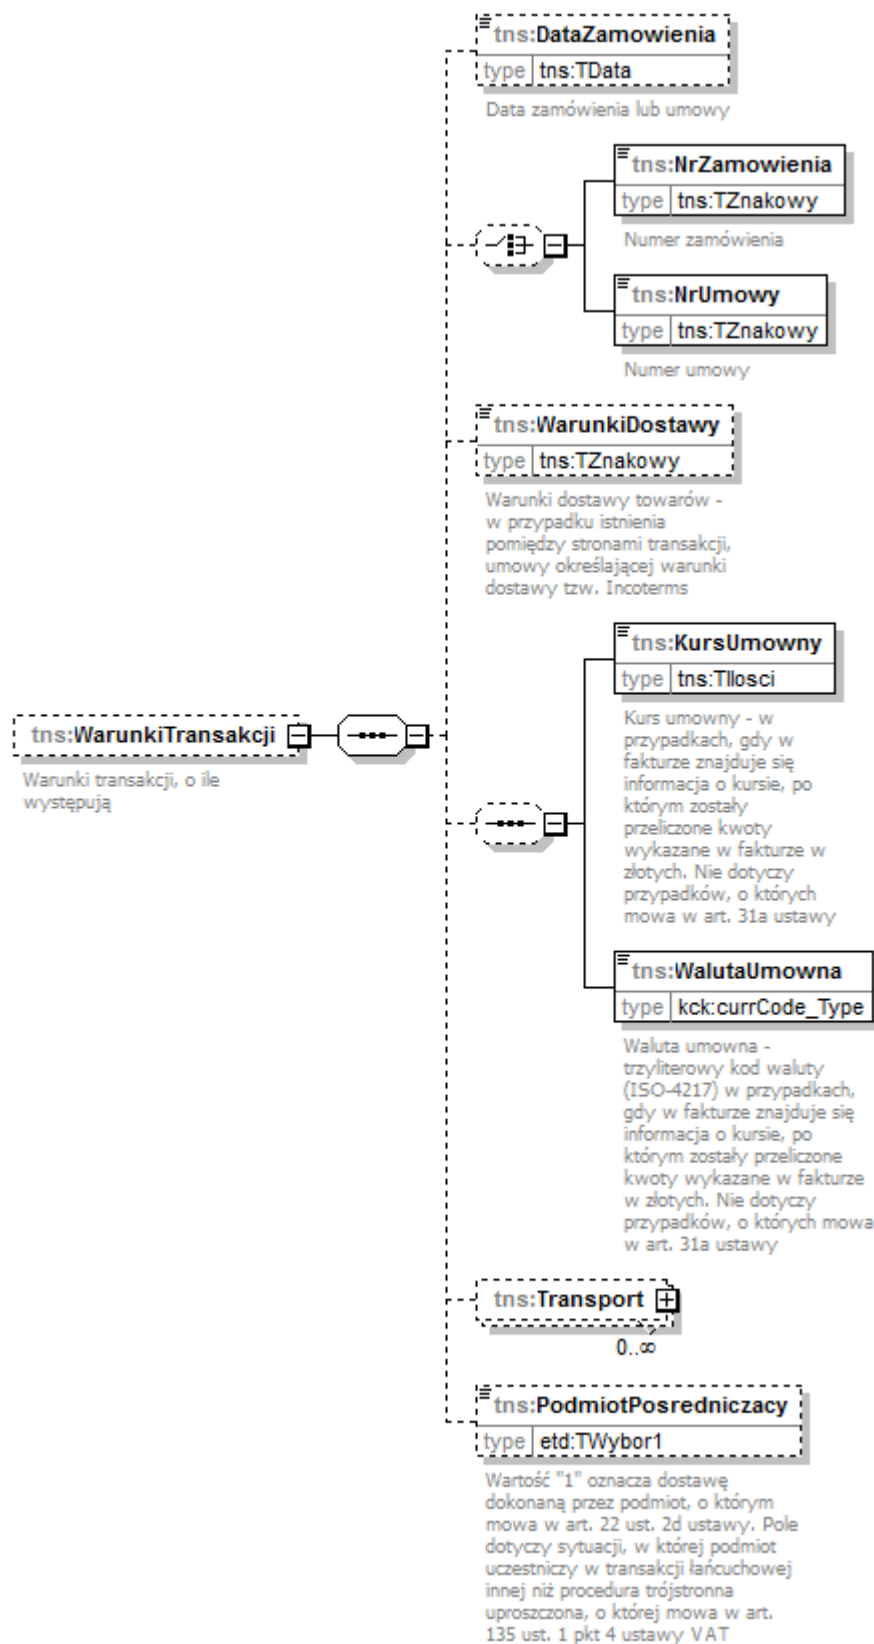 tns:DataZamowienia
type tns:TData
Data zamówienia lub umowy
tns:NrZamowienia
type tns:TZnakowy
Numer zamówienia
tns:NrUmowy
type tns:TZnakowy
Numer umowy
tns:WarunkiDostawy
type tns:TZnakowy
Warunki dostawy towarów -
w przypadku istnienia
pomiędzy stronami transakcji,
umowy określającej warunki
dostawy tzw. Incoterms
tns:WarunkiTransakcji
Warunki transakcji, o ile
występują
tns:KursUmowny
type tns:TIlosci
Kurs umowny - w
przypadkach, gdy w
fakturze znajduje się
informacja o kursie, po
którym zostały
przeliczone kwoty
wykazane w fakturze w
złotych. Nie dotyczy
przypadków, o których
mowa w art. 31a ustawy
tns:WalutaUmowna
type kck:currCode_Type
Waluta umowna -
trzyliterowy kod waluty
(ISO-4217) w przypadkach,
gdy w fakturze znajduje się
informacja o kursie, po
którym zostały przeliczone
kwoty wykazane w fakturze
w złotych. Nie dotyczy
przypadków, o których mowa
w art. 31a ustawy
tns:Transport
0..∞
tns:PodmiotPosredniczacy
type etd:TWybor1
Wartość "1" oznacza dostawę
dokonaną przez podmiot, o którym
mowa w art. 22 ust. 2d ustawy. Pole
dotyczy sytuacji, w której podmiot
uczestniczy w transakcji łańcuchowej
innej niż procedura trójstronna
uproszczona, o której mowa w art.
135 ust. 1 pkt 4 ustawy VAT